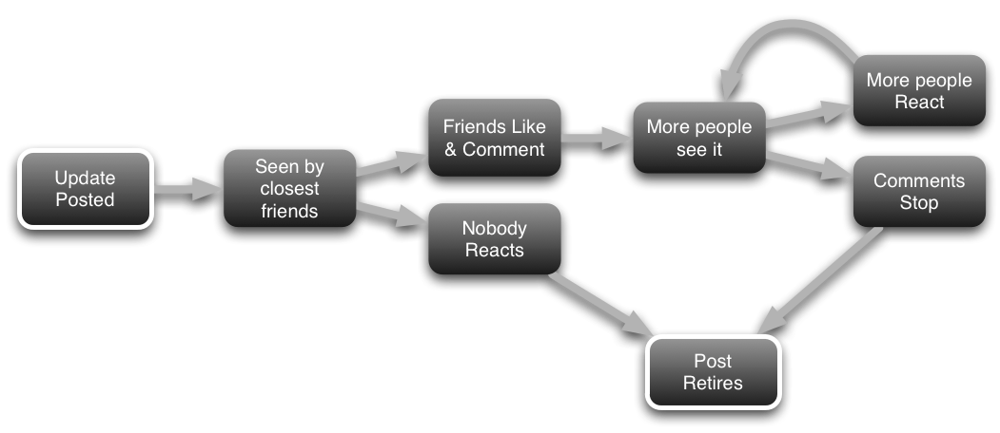 Update
Posted
Seen by
closest
friends
Friends Like
& Comment
Nobody
Reacts
More people
see it
More people
React
Comments
Stop
Post
Retires